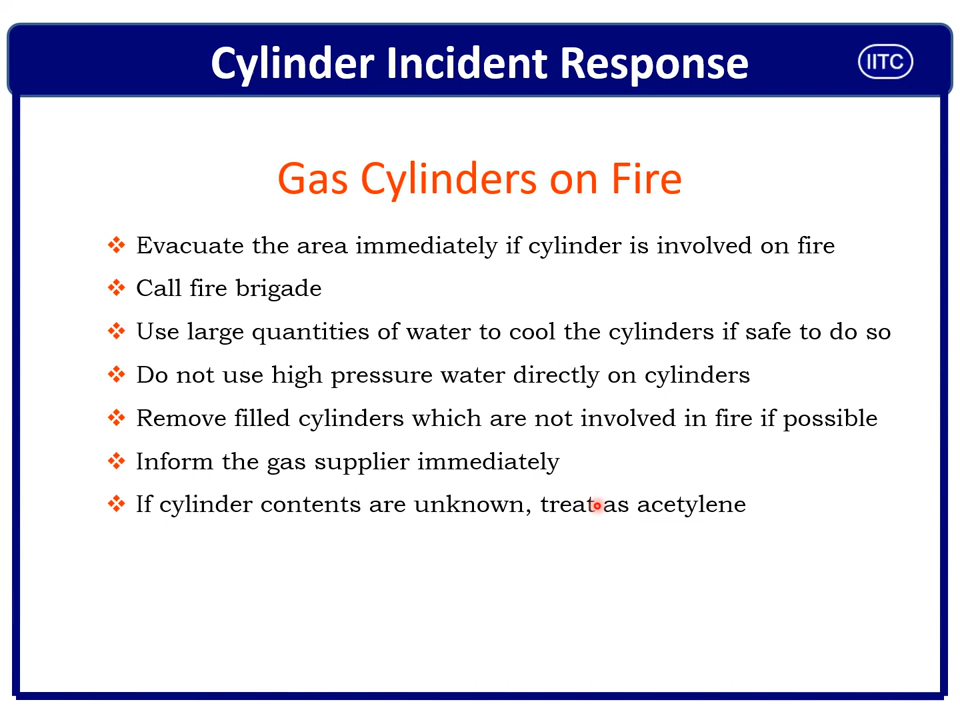 Cylinder Incident Response
IITC
Gas Cylinders on Fire
Evacuate the area immediately if cylinder is involved on fire
Call fire brigade
Use large quantities of water to cool the cylinders if safe to do so
Do not use high pressure water directly on cylinders
Remove filled cylinders which are not involved in fire if possible
Inform the gas supplier immediately
If cylinder contents are unknown, treat as acetylene